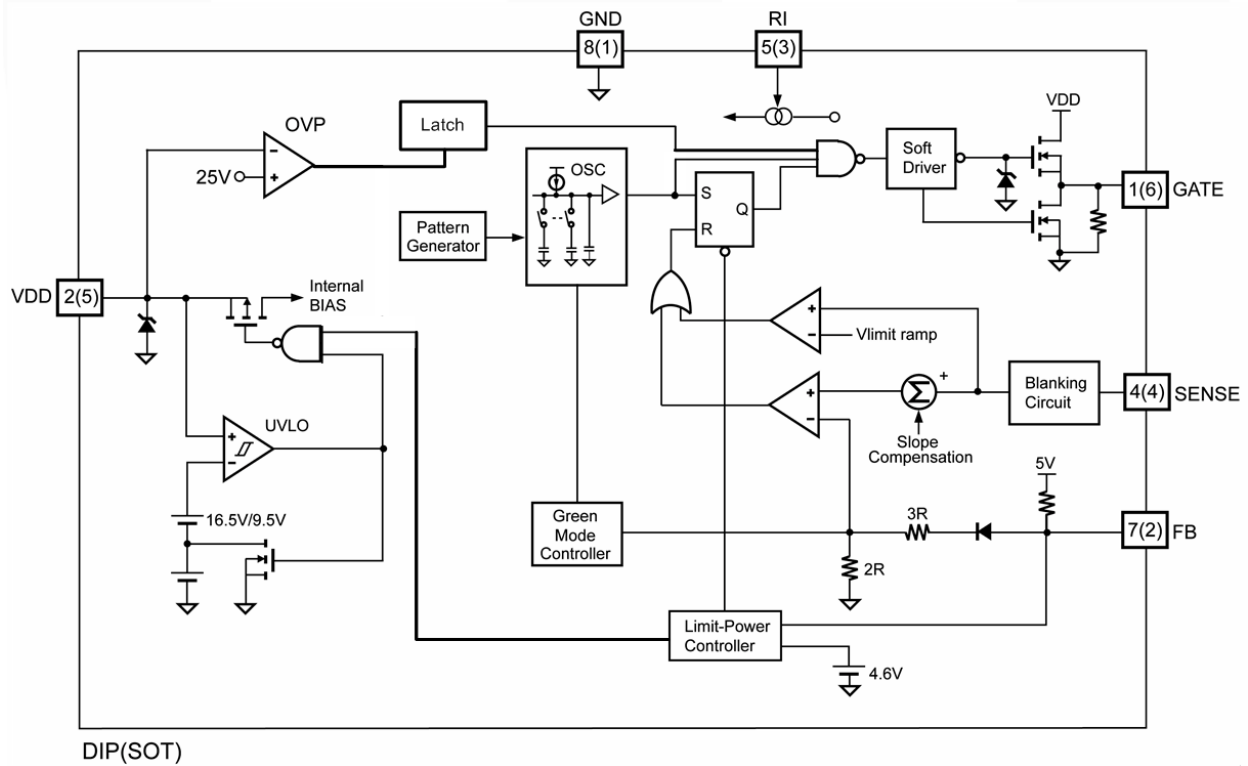 GND
RI
8(1)
5(3)
VDD
OVP
Latch
Soft
Driver
25V
OSC
1(6)
GATE
S
Q
R
Pattern
Generator
Internal
BIAS
VDD
2(5)
+
-
Vlimit ramp
+
Blanking
Circuit
4(4)
SENSE
Σ
UVLO
Slope
Compensation
5V
16.5V/9.5V
Green
Mode
Controller
3R
7(2)
FB
2R
Limit-Power
Controller
4.6V
DIP(SOT)